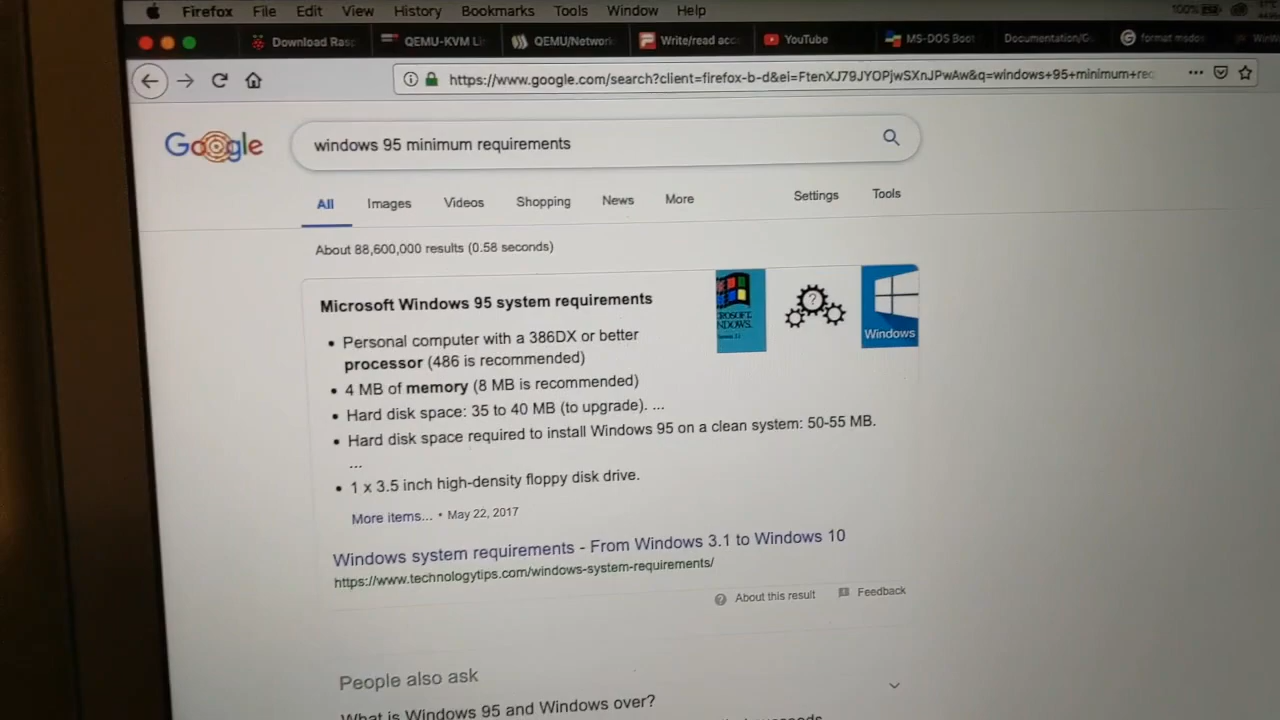 Firefox File Edit View History Bookmarks Tools Window Help 100%
Download Rasp QEMU-KVM Li QEMU/Network Write/read acc YouTube MS-DOS Boot Documentation/G format msdos
https://www.google.com/search?client=firefox-b-d&ei=FtenXJ79JYOPjwSXnJPwAw&q=windows+95+minimum+rec
Google
windows 95 minimum requirements
All Images Videos Shopping News More Settings Tools
About 88,600,000 results (0.58 seconds)
Microsoft Windows 95 system requirements
• Personal computer with a 386DX or better
processor (486 is recommended)
• 4 MB of memory (8 MB is recommended)
• Hard disk space: 35 to 40 MB (to upgrade). ...
• Hard disk space required to install Windows 95 on a clean system: 50-55 MB.
...
• 1 x 3.5 inch high-density floppy disk drive.
More items... • May 22, 2017
ROSOFT
NDOWS.
?
Windows
Windows system requirements - From Windows 3.1 to Windows 10
https://www.technologytips.com/windows-system-requirements/
About this result Feedback
People also ask
What is Windows 95 and Windows over?